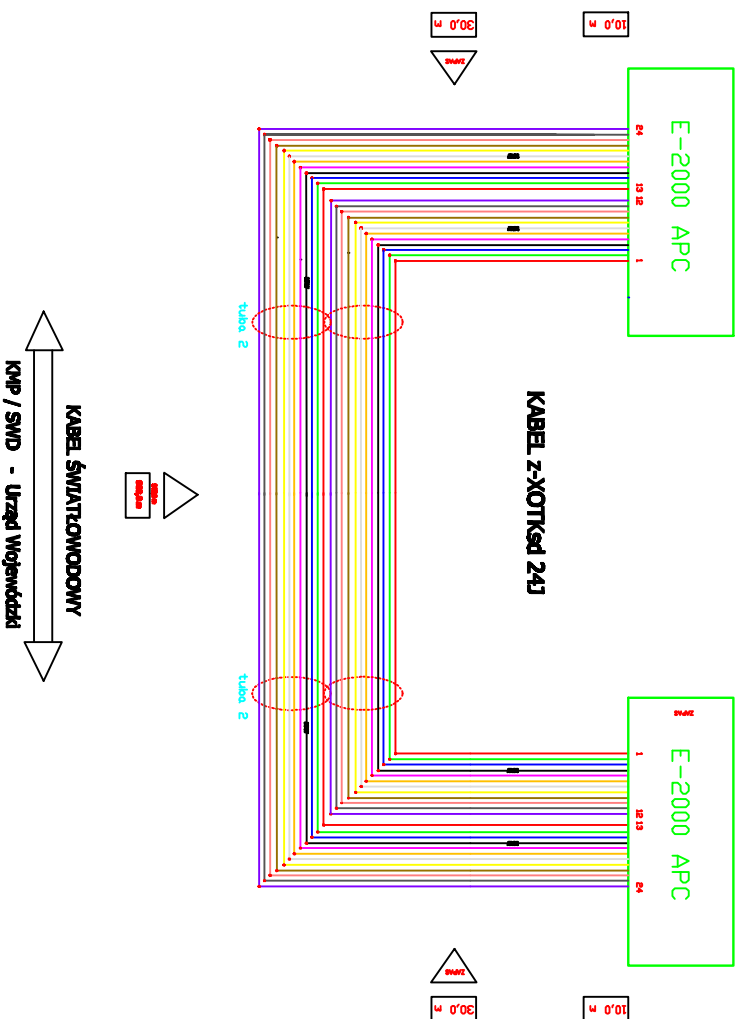 30,0 m
10,0 m
ZAPAS
E-2000 APC
24
13 12
1
tuba 2
KABEL z-XOTKsd 24J
KABEL ŚWIATŁOWODOWY
KMP / SWD - Urząd Wojewódzki
tuba 2
ZAPAS
E-2000 APC
1
12 13
24
ZAPAS
30,0 m
10,0 m